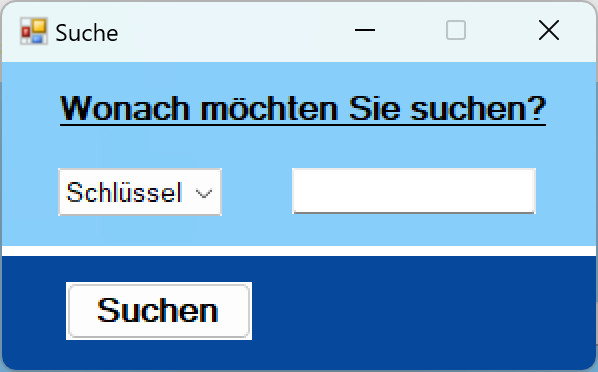 Suche
Wonach möchten Sie suchen?
Schlüssel
Suchen